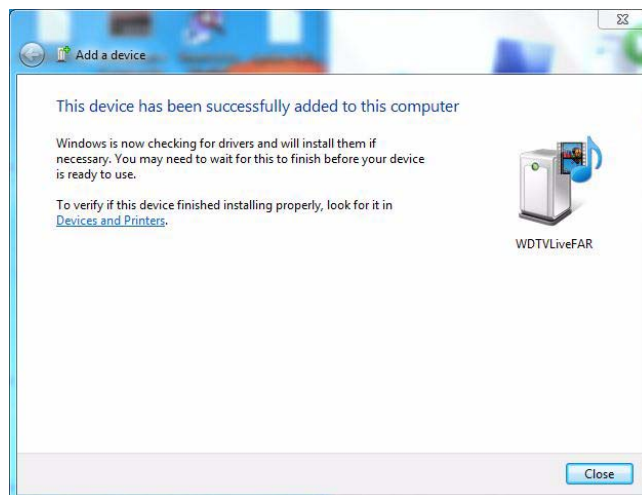 Add a device
This device has been successfully added to this computer
Windows is now checking for drivers and will install them if
necessary. You may need to wait for this to finish before your device
is ready to use.
To verify if this device finished installing properly, look for it in
Devices and Printers.
WDTVLiveFAR
Close